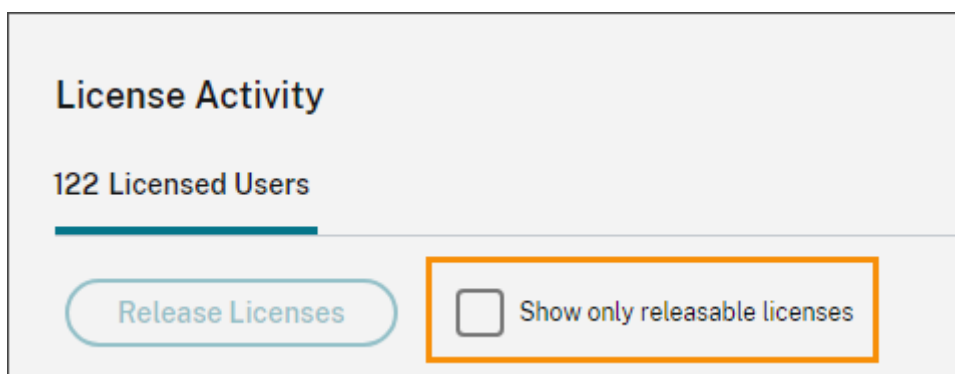 License Activity
122 Licensed Users
Release Licenses
Show only releasable licenses